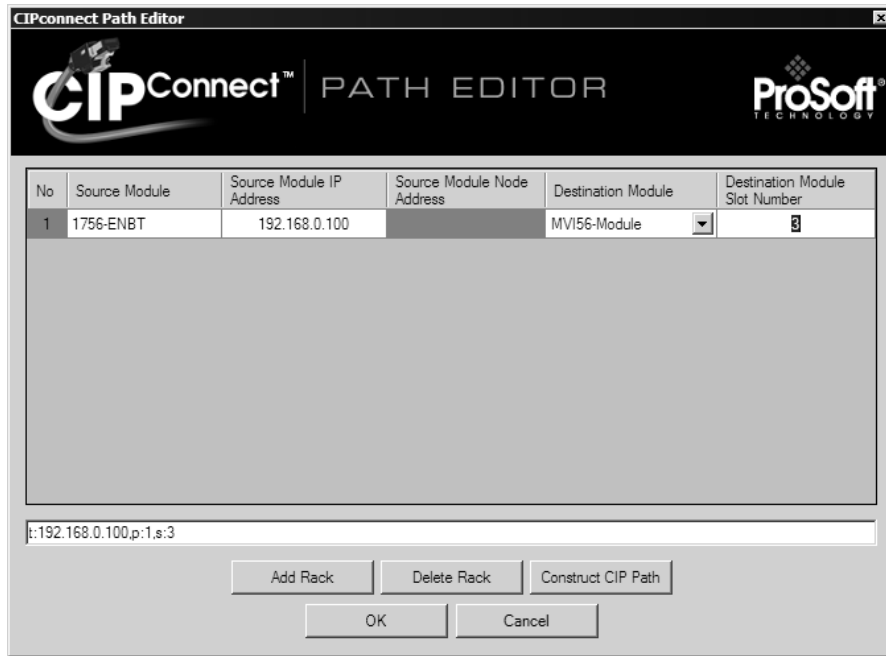 CIPconnect Path Editor
CIPConnect™ PATH EDITOR
ProSoft®
TECHNOLOGY
No Source Module Source Module IP Address Source Module Node Address Destination Module Destination Module Slot Number
1 1756-ENBT 192.168.0.100 MVI56-Module 3
t:192.168.0.100,p:1,s:3
Add Rack Delete Rack Construct CIP Path
OK Cancel